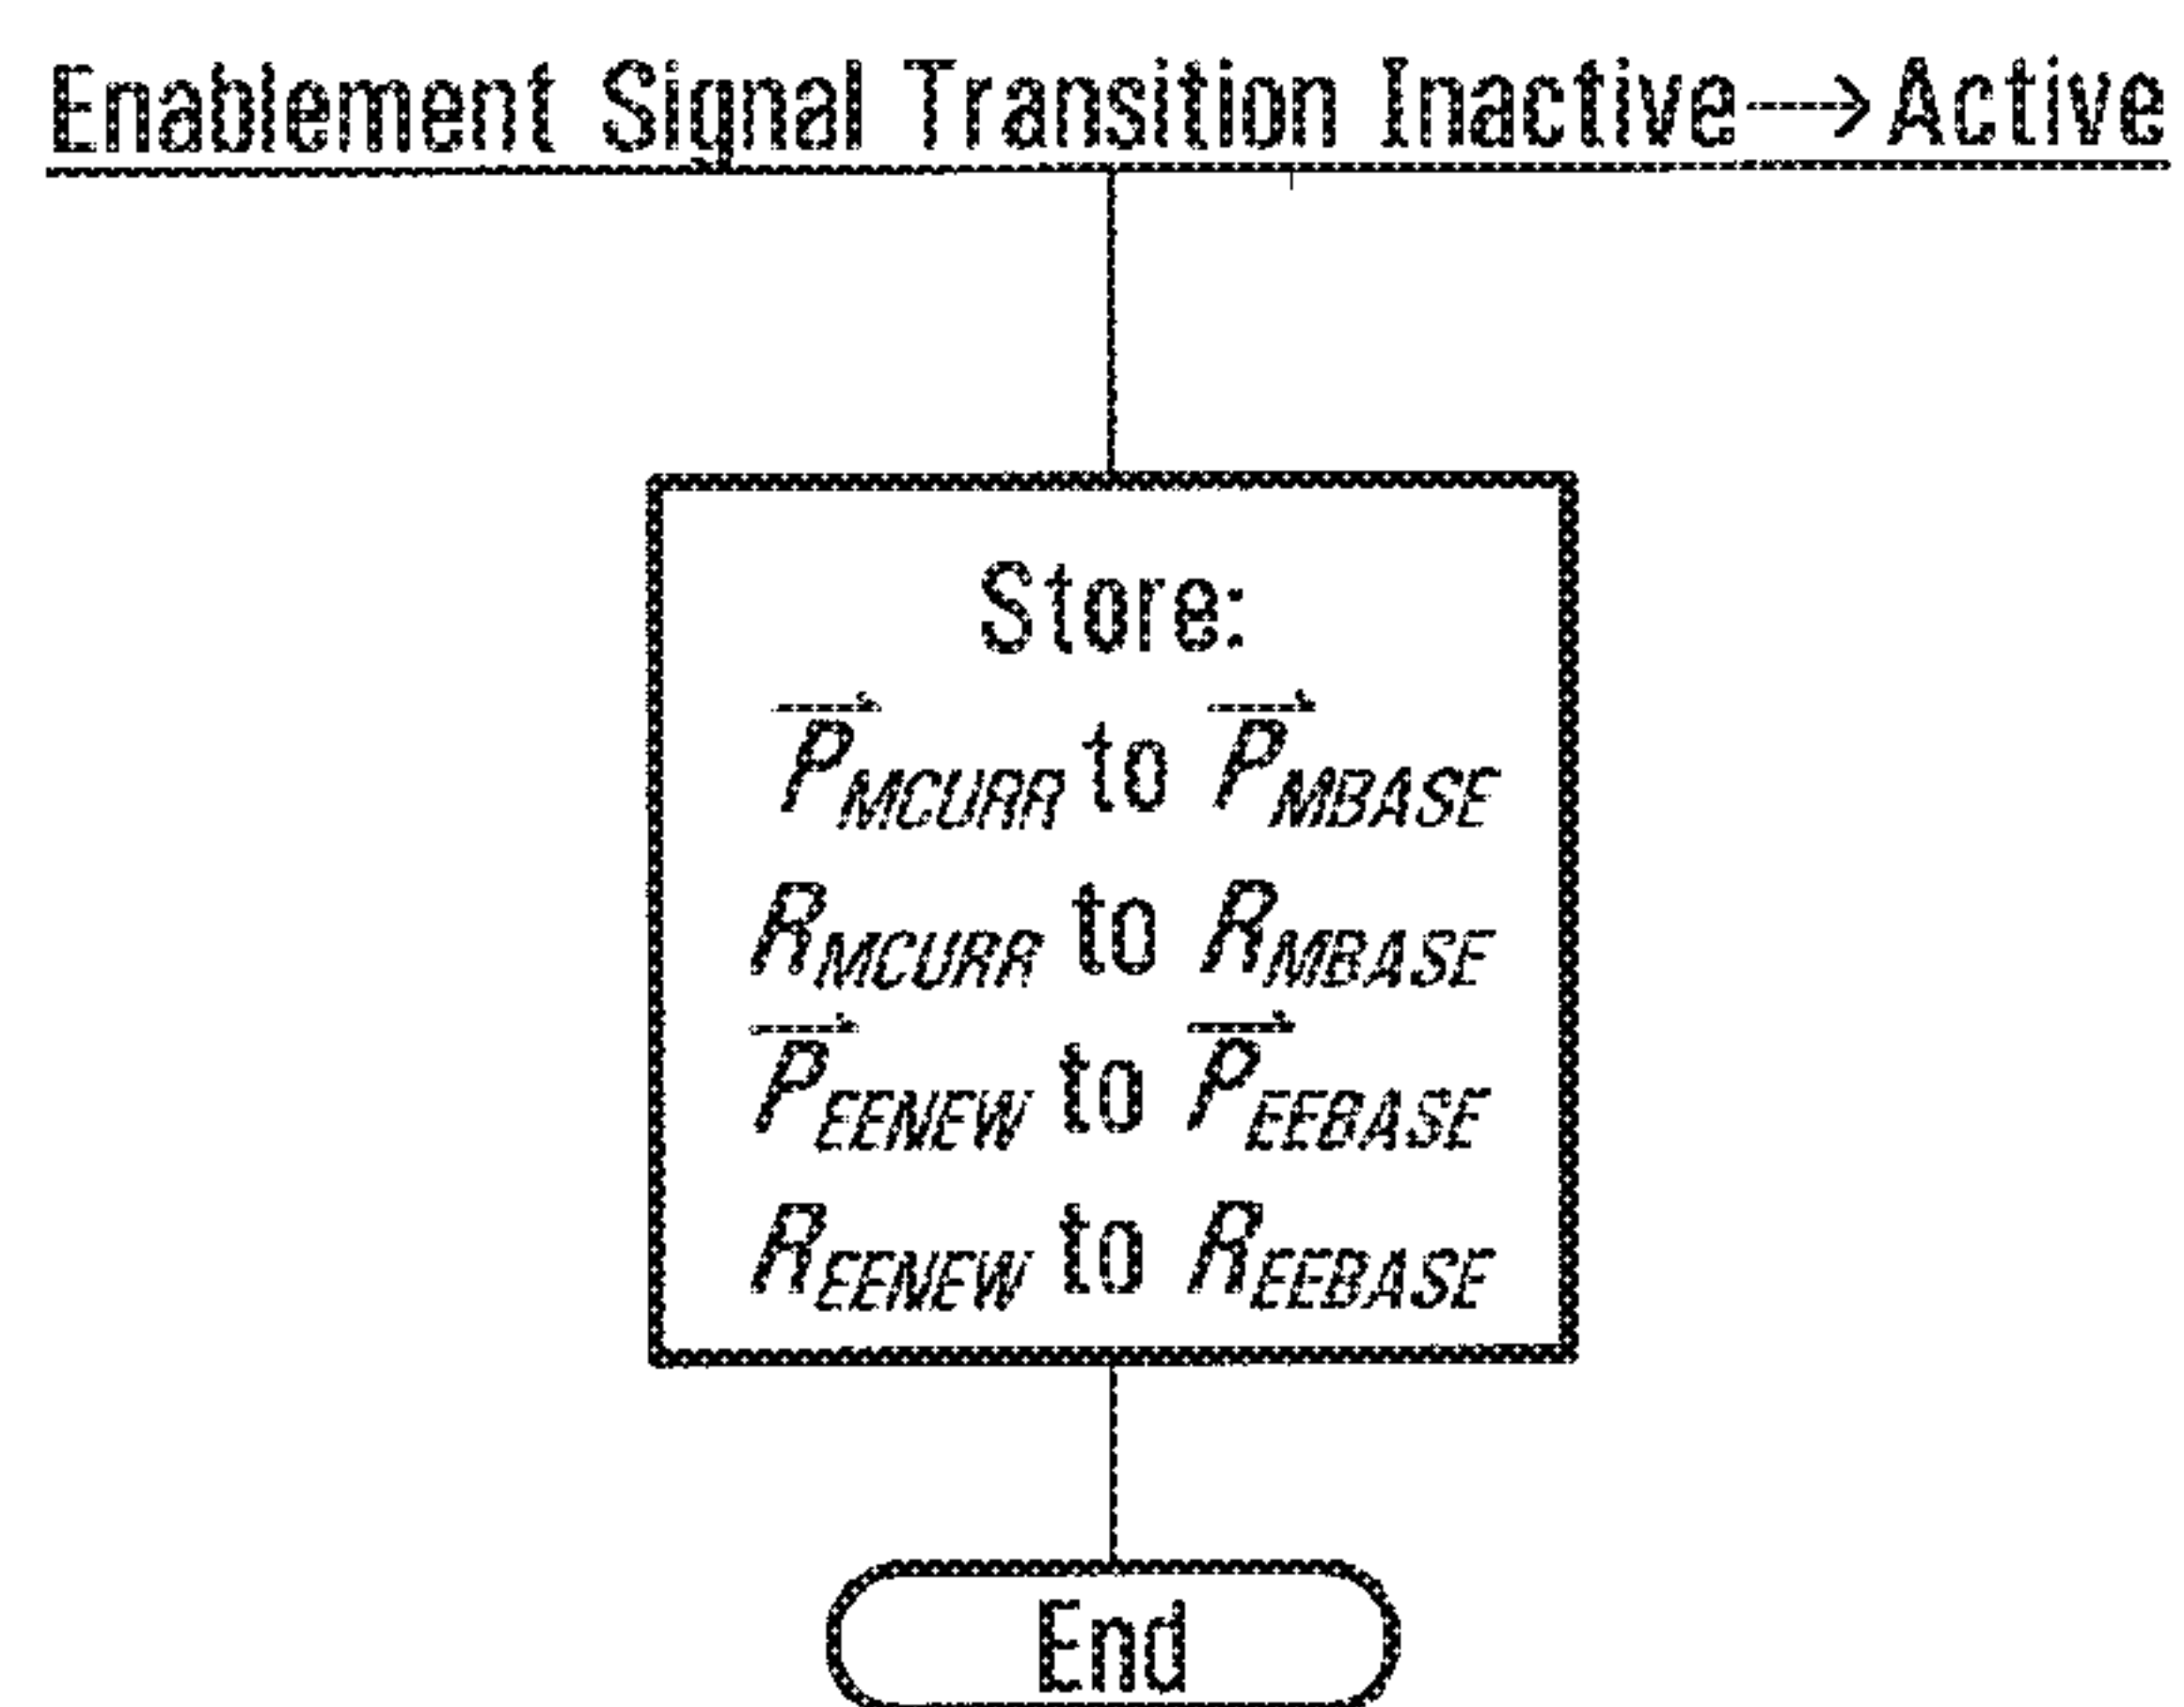 Enablement Signal Transition Inactive→Active
Store:
P⃗MCURR to P⃗MBASE
RMCURR to RMBASE
P⃗EENEW to P⃗EEBASE
REENEW to REEBASE
End